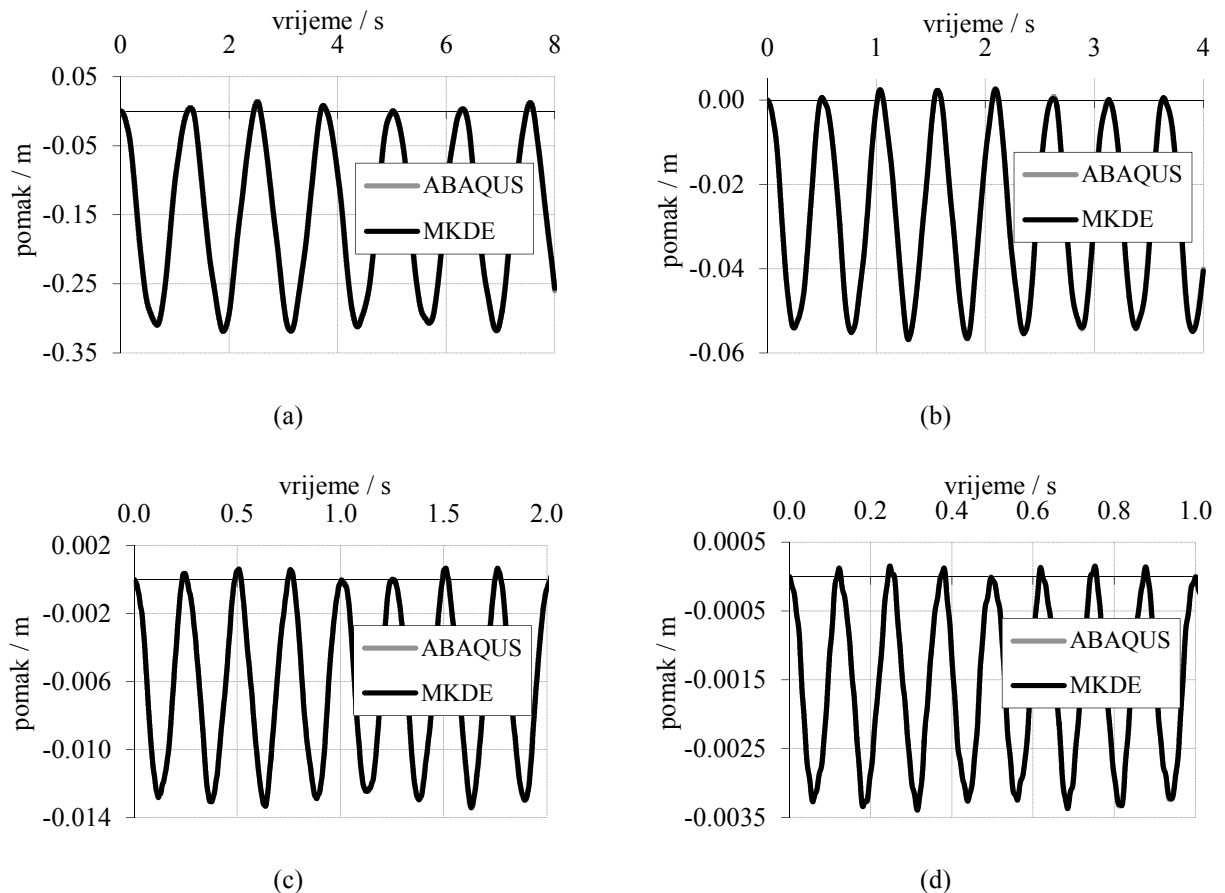 vrijeme / s
0 2 4 6 8
0.05
-0.05
-0.15
-0.25
-0.35
pomak / m
ABAQUS
MKDE
(a)
vrijeme / s
0 1 2 3 4
0.00
-0.02
-0.04
-0.06
pomak / m
ABAQUS
MKDE
(b)
vrijeme / s
0.0 0.5 1.0 1.5 2.0
0.002
-0.002
-0.006
-0.010
-0.014
pomak / m
ABAQUS
MKDE
(c)
vrijeme / s
0.0 0.2 0.4 0.6 0.8 1.0
0.0005
-0.0005
-0.0015
-0.0025
-0.0035
pomak / m
ABAQUS
MKDE
(d)